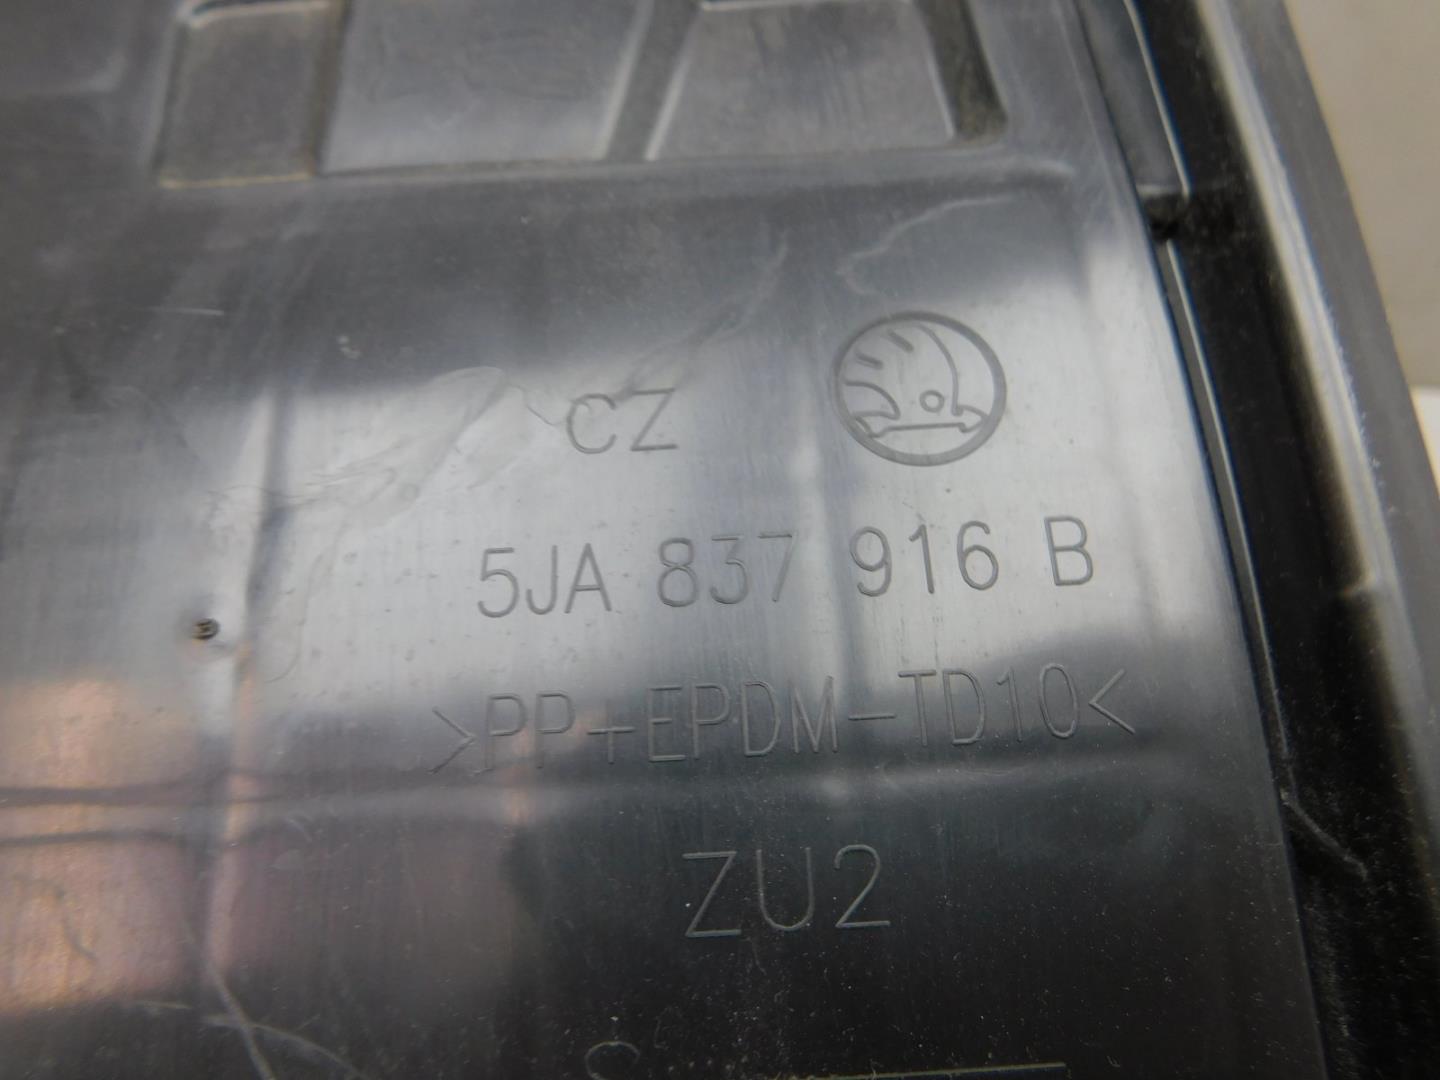 CZ
5JA 837 916 B
>PP+EPDM-TD10<
ZU2
S